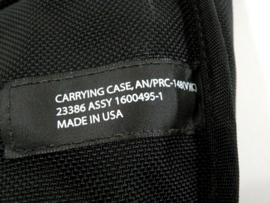 CARRYING CASE, AN/PRC-148(V)(C)
23386 ASSY 1600495-1
MADE IN USA